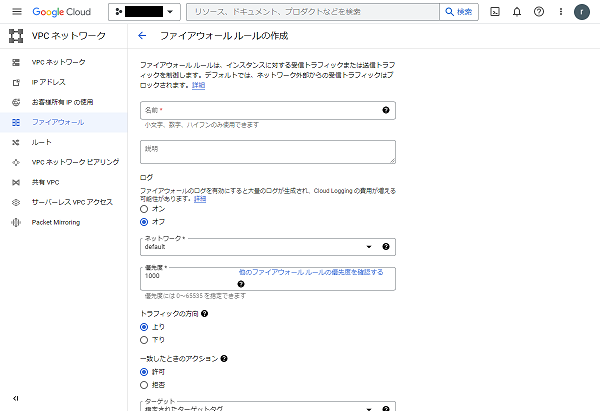 Google Cloud
リソース、ドキュメント、プロダクトなどを検索
検索
r
VPC ネットワーク
ファイアウォール ルールの作成
VPC ネットワーク
IP アドレス
お客様所有 IP の使用
ファイアウォール
ルート
VPC ネットワーク ピアリング
共有 VPC
サーバーレス VPC アクセス
Packet Mirroring
ファイアウォール ルールは、インスタンスに対する受信トラフィックまたは送信トラフ
ィックを制御します。デフォルトでは、ネットワーク外部からの受信トラフィックはブ
ロックされます。詳細
名前 *
小文字、数字、ハイフンのみ使用できます
説明
ログ
ファイアウォールのログを有効にすると大量のログが生成され、Cloud Logging の費用が増える
可能性があります。詳細
オン
オフ
ネットワーク *
default
優先度 *
1000
他のファイアウォール ルールの優先度を確認する
優先度には 0～65535 を指定できます
トラフィックの方向
上り
下り
一致したときのアクション
許可
拒否
ターゲット
指定されたターゲットタグ